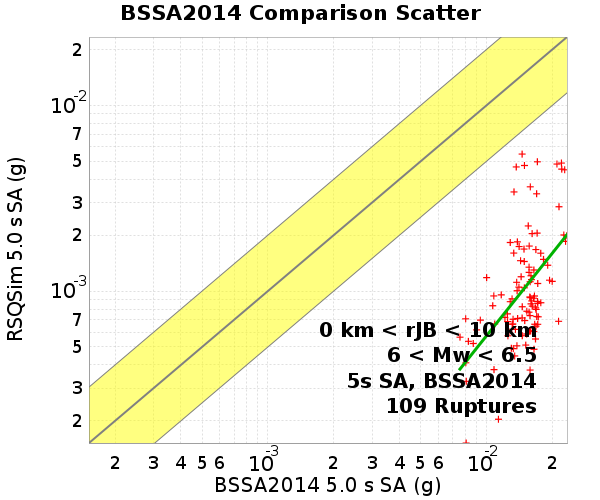 BSSA2014 Comparison Scatter
RSQSim 5.0 s SA (g)
2
10-2
7
5
3
2
10-3
7
5
3
2
0 km < rJB < 10 km
6 < Mw < 6.5
5s SA, BSSA2014
109 Ruptures
2 3 4 5 6 10-3 2 3 4 5 6 10-2 2
BSSA2014 5.0 s SA (g)